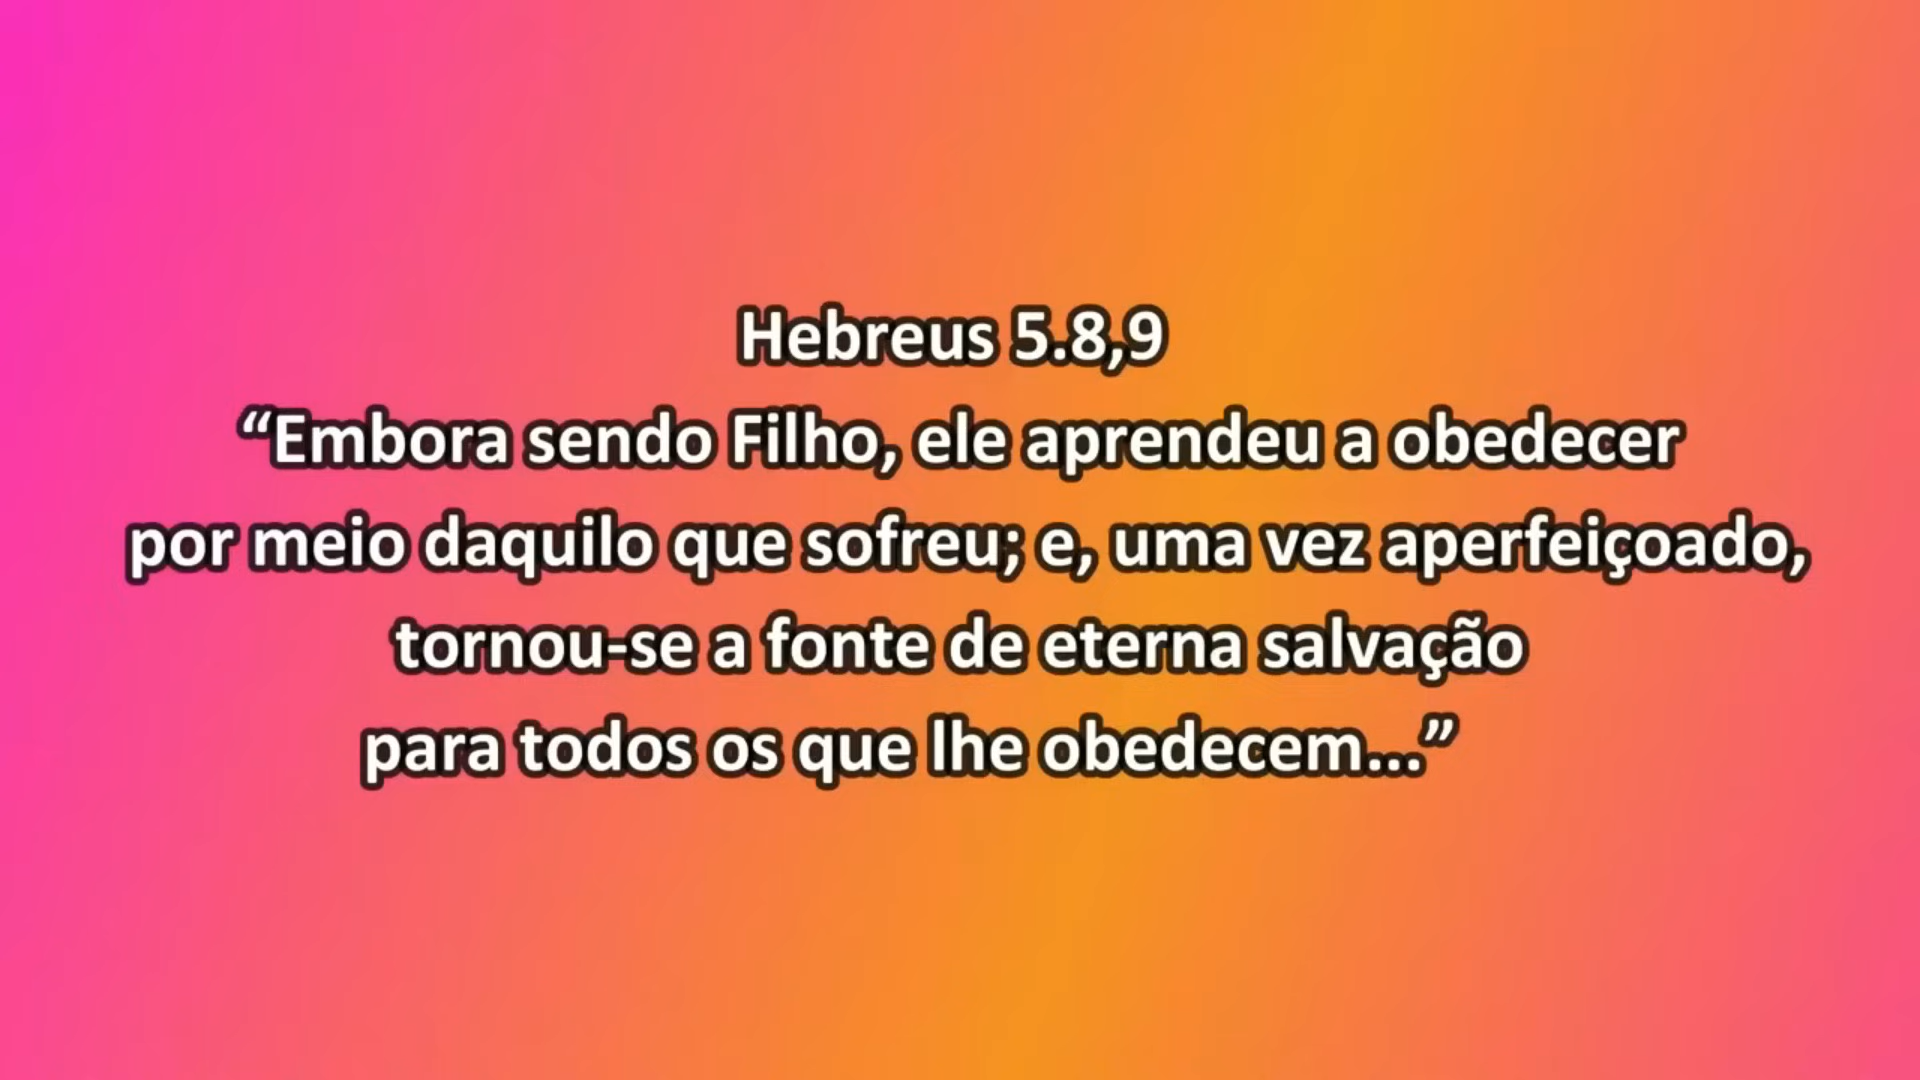 Hebreus 5.8,9
“Embora sendo Filho, ele aprendeu a obedecer
por meio daquilo que sofreu; e, uma vez aperfeiçoado,
tornou-se a fonte de eterna salvação
para todos os que lhe obedecem...”